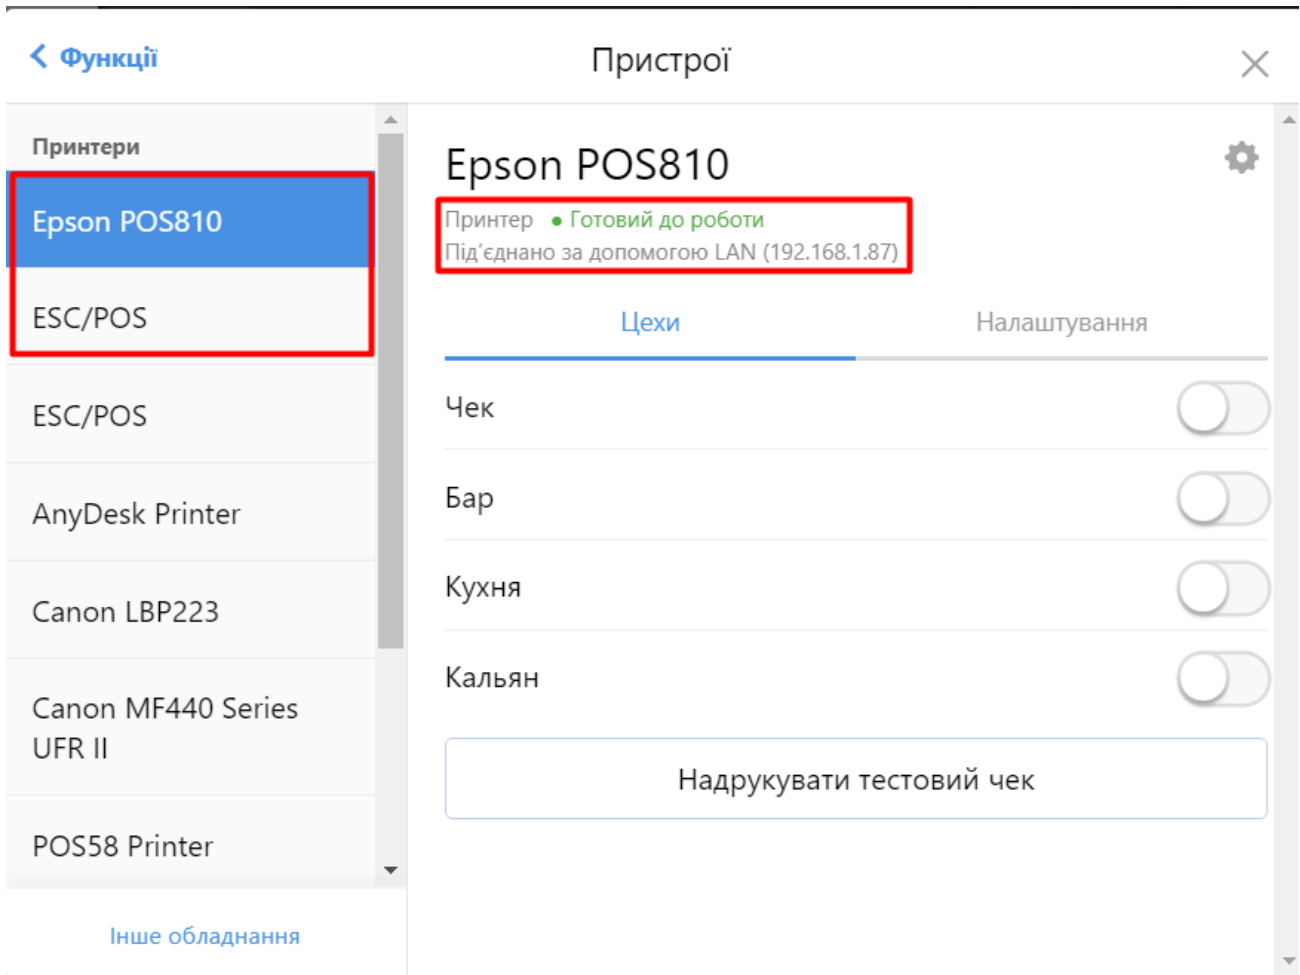 Функції
Пристрої
Принтери
Epson POS810
ESC/POS
ESC/POS
AnyDesk Printer
Canon LBP223
Canon MF440 Series
UFR II
POS58 Printer
Інше обладнання
Epson POS810
Принтер ● Готовий до роботи
Під’єднано за допомогою LAN (192.168.1.87)
Цехи
Налаштування
Чек
Бар
Кухня
Кальян
Надрукувати тестовий чек